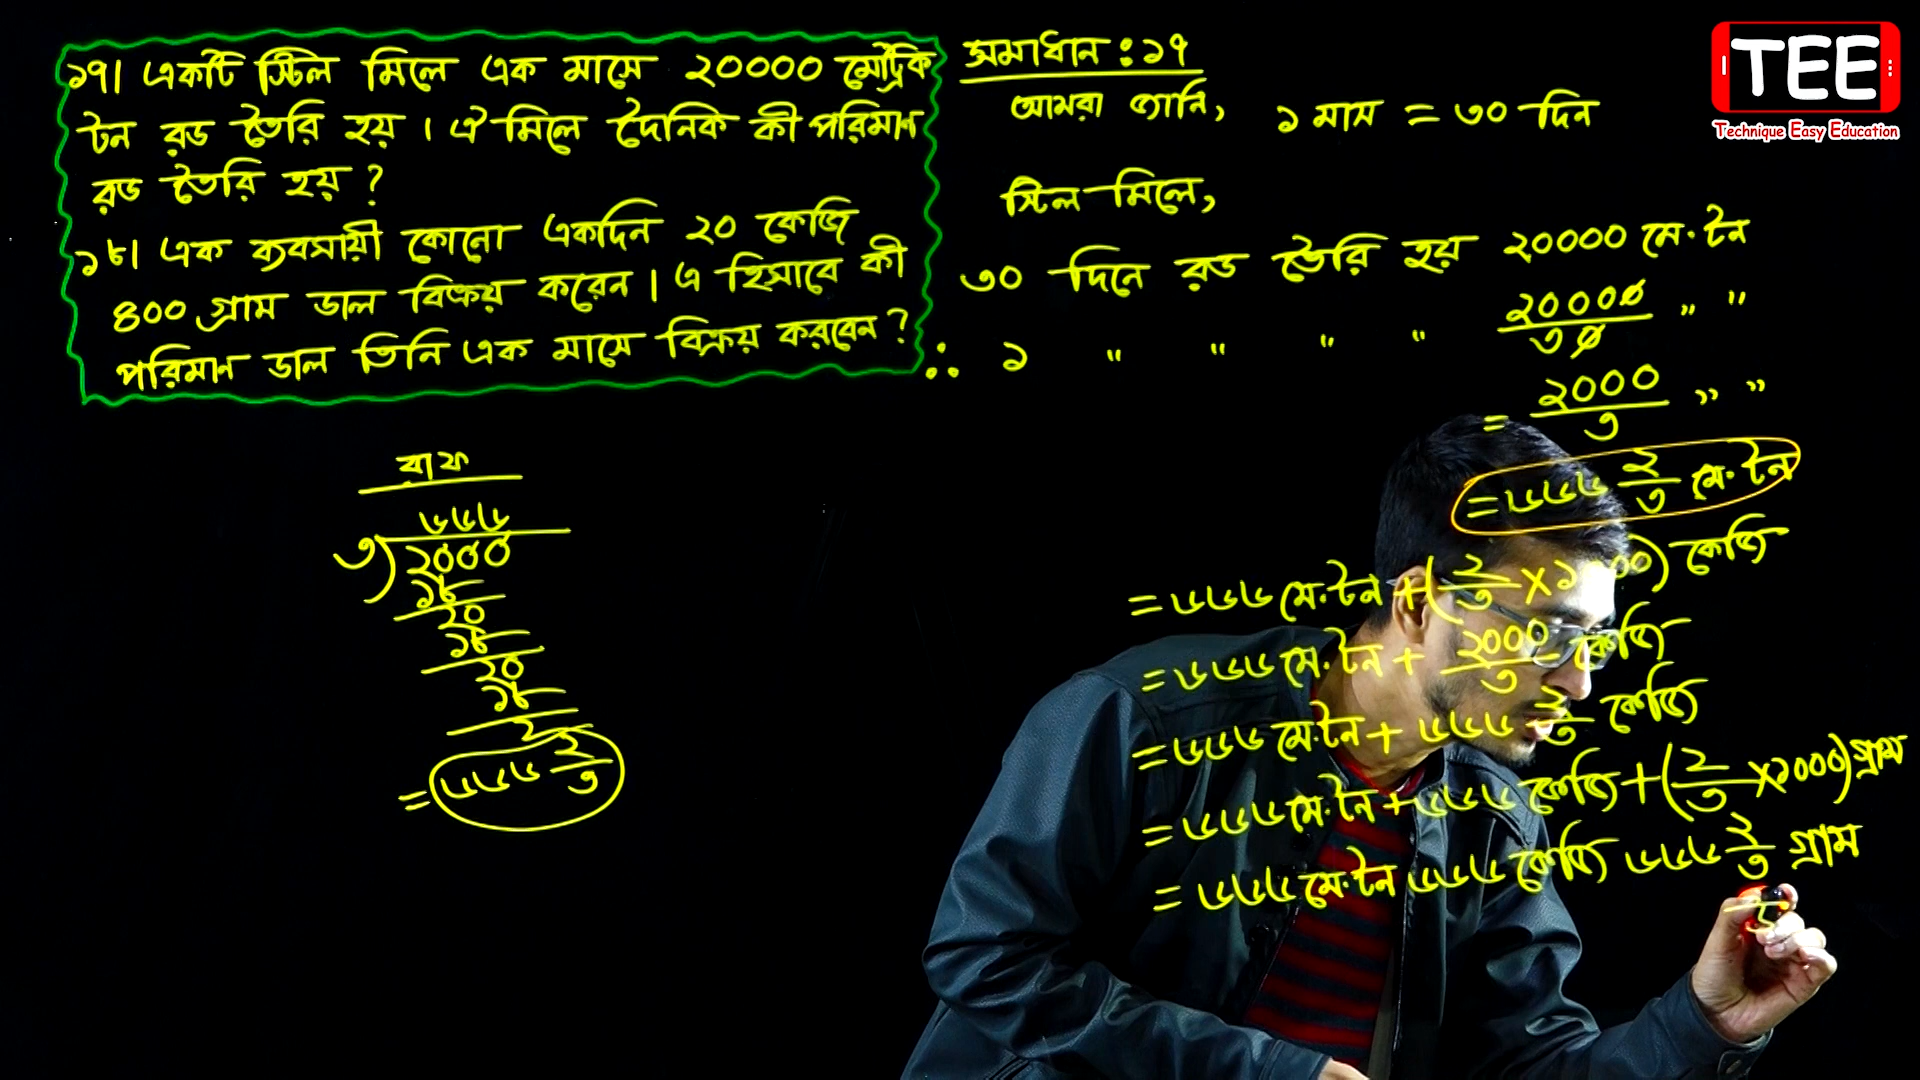 ১৭। একটি স্টিল মিলে এক মাসে ২০০০০ মেট্রিক
টন রড তৈরি হয়। ঐ মিলে দৈনিক কী পরিমাণ
রড তৈরি হয়?
১৮। এক ব্যবসায়ী কোনো একদিন ২০ কেজি
৪০০ গ্রাম ডাল বিক্রয় করেন। এ হিসাবে কী
পরিমান ডাল তিনি এক মাসে বিক্রয় করবেন?
রাফ
৬৬৬
৩)২০০০
১৮
২০
১৮
২০
১৮
২
= ৬৬৬ ২/৩
সমাধান : ১৭
আমরা জানি, ১ মাস = ৩০ দিন
স্টিল মিলে,
৩০ দিনে রড তৈরি হয় ২০০০০ মে.টন
∴ ১ " " " " ২০০০০/৩০ " "
= ২০০০/৩ " "
= ৬৬৬ ২/৩ মে.টন
= ৬৬৬ মে.টন + (২/৩ × ১০০০) কেজি
= ৬৬৬ মে.টন + ২০০০/৩ কেজি
= ৬৬৬ মে.টন + ৬৬৬ ২/৩ কেজি
= ৬৬৬ মে.টন + ৬৬৬ কেজি + (২/৩ × ১০০০) গ্রাম
= ৬৬৬ মে.টন ৬৬৬ কেজি ৬৬৬ ২/৩ গ্রাম
TEE
Technique Easy Education